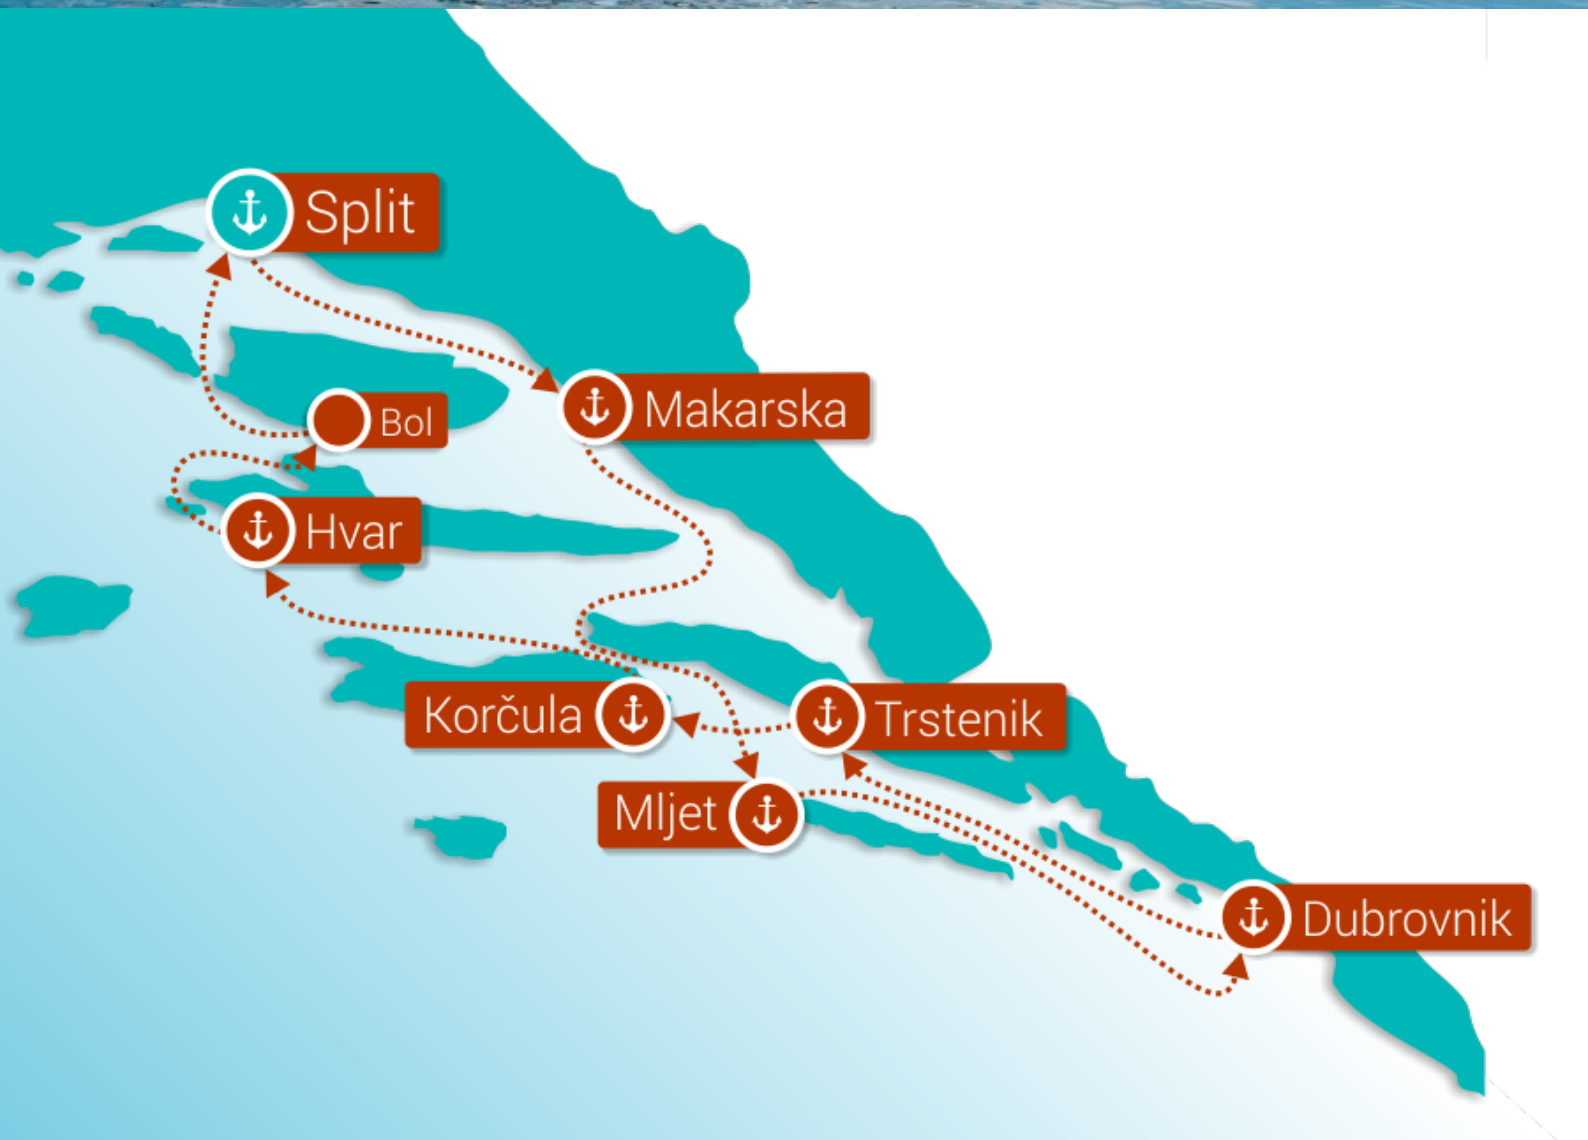 Split
Makarska
Bol
Hvar
Korčula
Trstenik
Mljet
Dubrovnik